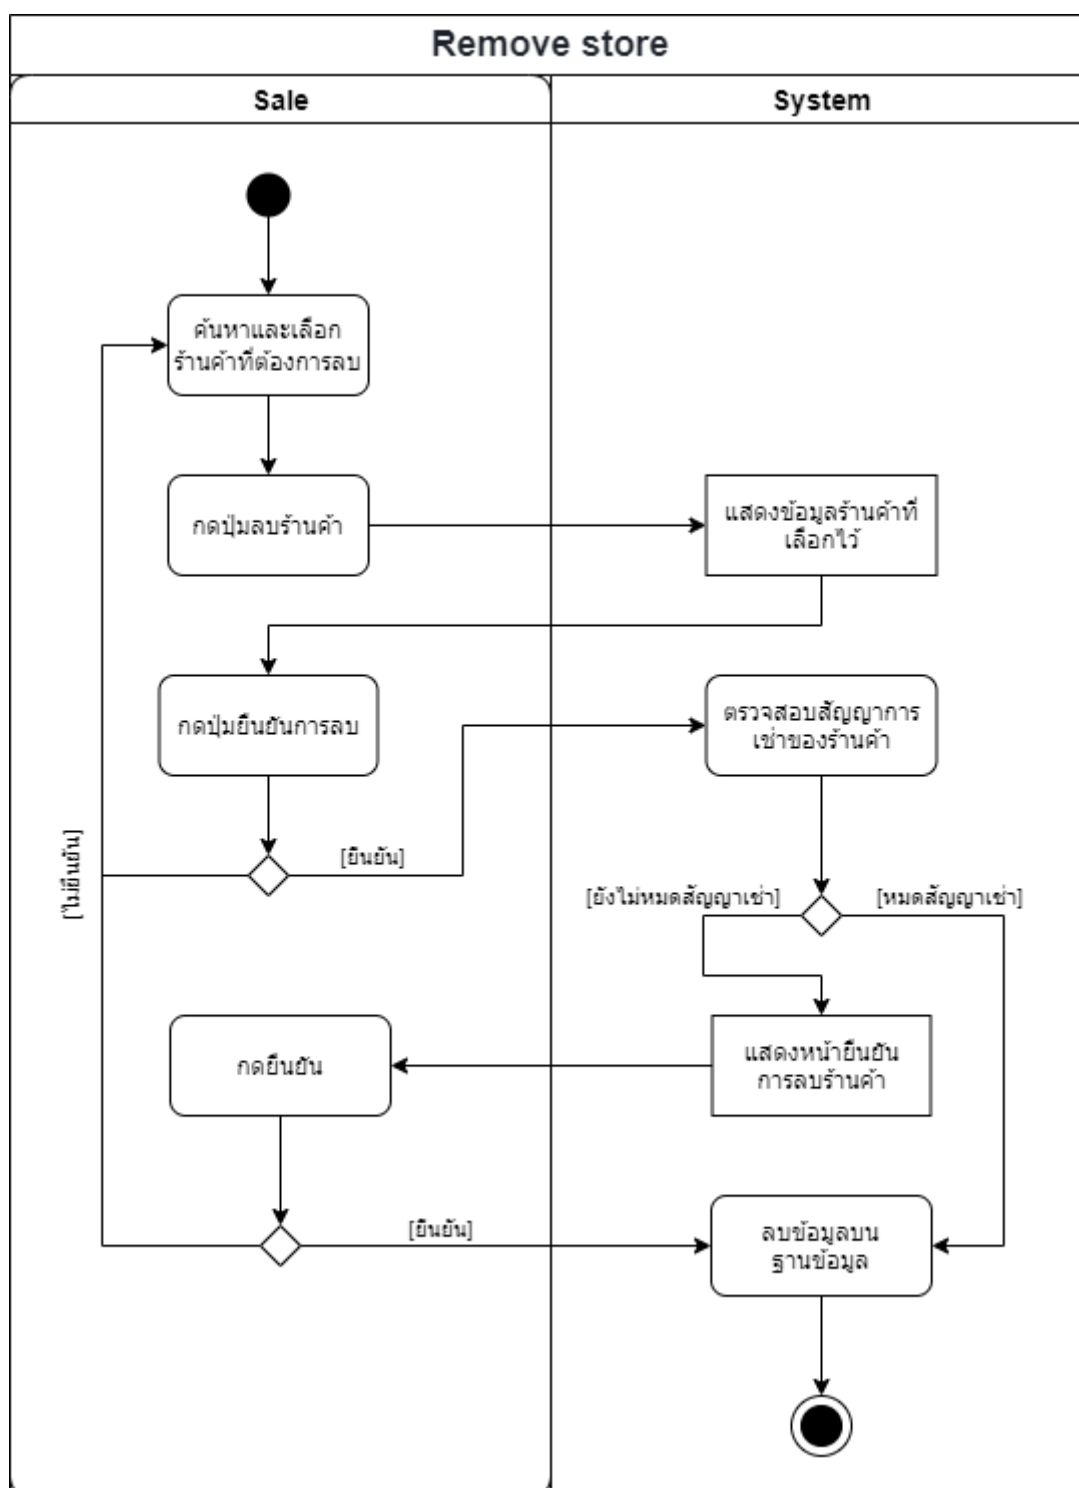 Remove store
Sale
System
ค้นหาและเลือก
ร้านค้าที่ต้องการลบ
กดปุ่มลบร้านค้า
แสดงข้อมูลร้านค้าที่
เลือกไว้
กดปุ่มยืนยันการลบ
ตรวจสอบสัญญาการ
เช่าของร้านค้า
[ไม่ยืนยัน]
[ยืนยัน]
[ยังไม่หมดสัญญาเช่า]
[หมดสัญญาเช่า]
กดยืนยัน
แสดงหน้ายืนยัน
การลบร้านค้า
[ยืนยัน]
ลบข้อมูลบน
ฐานข้อมูล